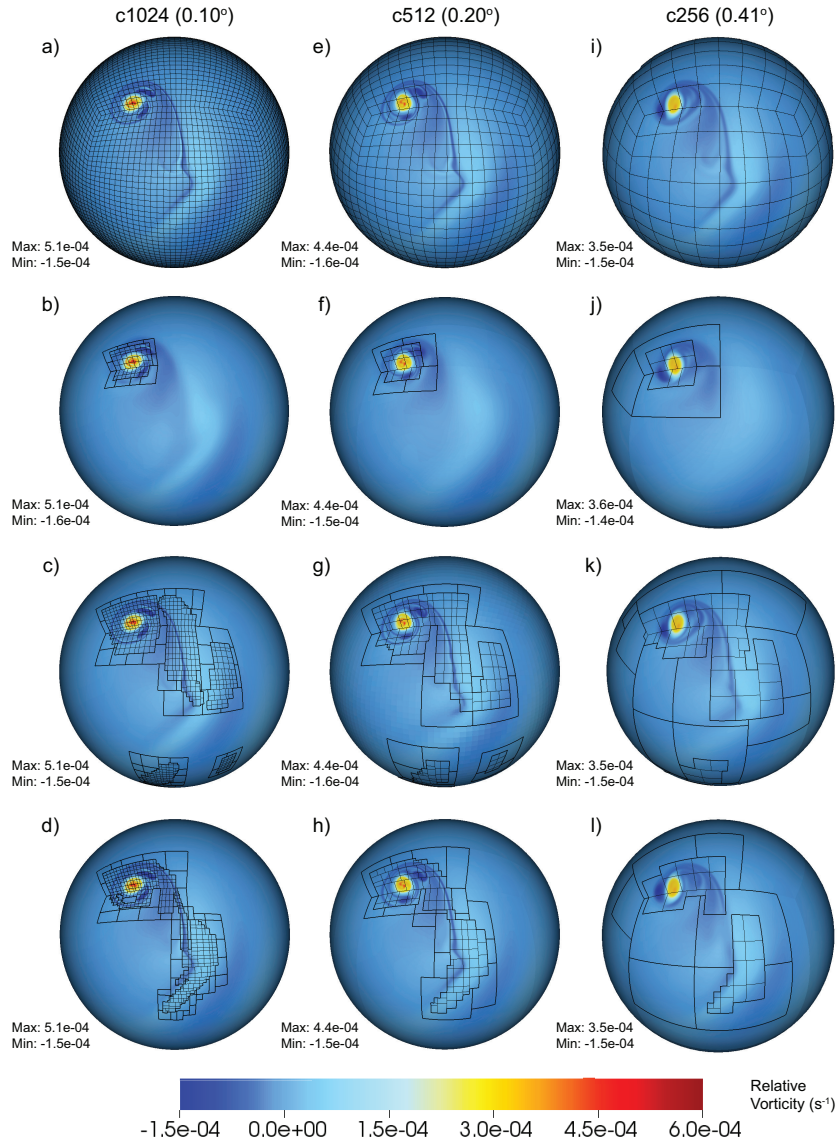 c1024 (0.10º) c512 (0.20º) c256 (0.41º)
a) e) i)
Max: 5.1e-04 Max: 4.4e-04 Max: 3.5e-04
Min: -1.5e-04 Min: -1.6e-04 Min: -1.5e-04
b) f) j)
Max: 5.1e-04 Max: 4.4e-04 Max: 3.6e-04
Min: -1.6e-04 Min: -1.5e-04 Min: -1.4e-04
c) g) k)
Max: 5.1e-04 Max: 4.4e-04 Max: 3.5e-04
Min: -1.5e-04 Min: -1.6e-04 Min: -1.5e-04
d) h) l)
Max: 5.1e-04 Max: 4.4e-04 Max: 3.5e-04
Min: -1.5e-04 Min: -1.5e-04 Min: -1.5e-04
Relative
Vorticity (s⁻¹)
-1.5e-04 0.0e+00 1.5e-04 3.0e-04 4.5e-04 6.0e-04